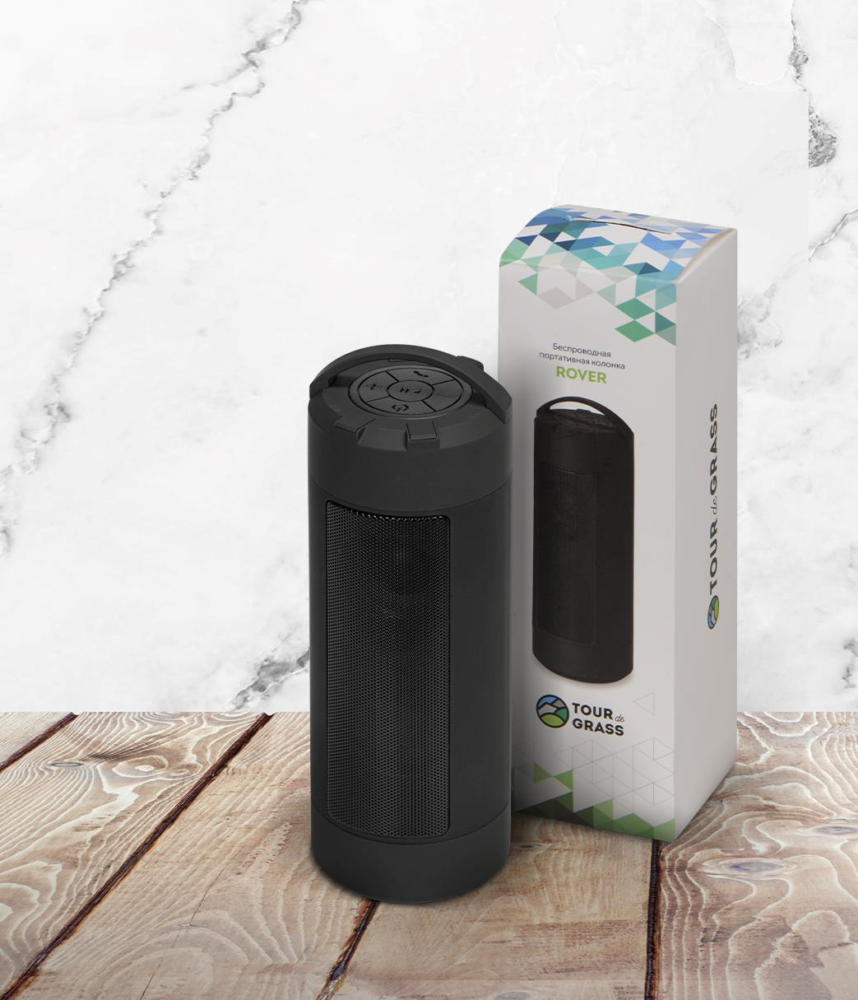 Беспроводная
портативная колонка
ROVER
TOUR de
GRASS
TOUR de GRASS